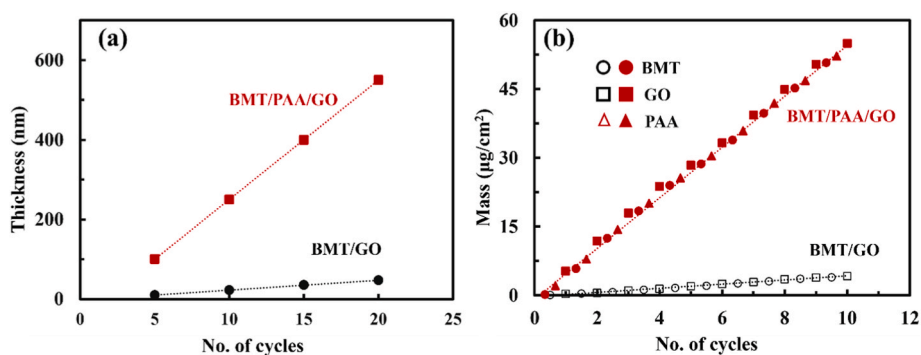 (a)
Thickness (nm)
600
400
200
0
0
5
10
15
20
25
No. of cycles
BMT/PAA/GO
BMT/GO
(b)
Mass (µg/cm²)
60
45
30
15
0
0
2
4
6
8
10
12
No. of cycles
BMT
GO
PAA
BMT/PAA/GO
BMT/GO